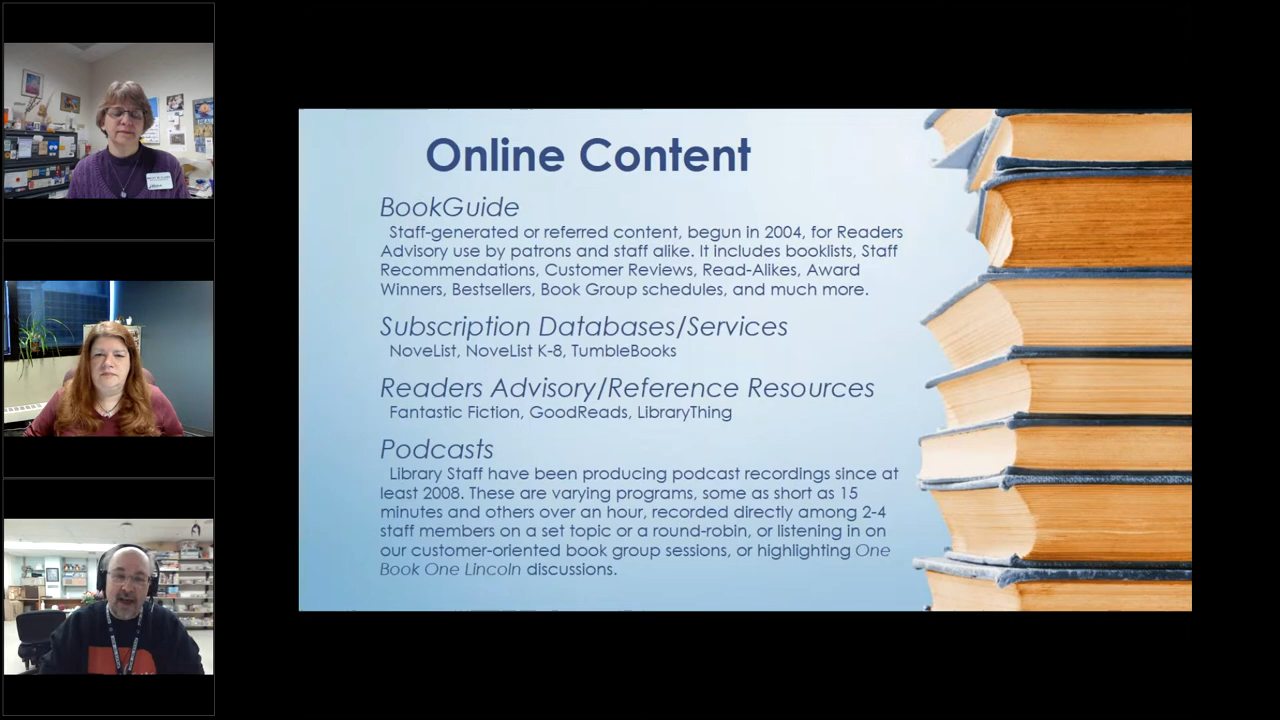 Online Content
BookGuide
Staff-generated or referred content, begun in 2004, for Readers
Advisory use by patrons and staff alike. It includes booklists, Staff
Recommendations, Customer Reviews, Read-Alikes, Award
Winners, Bestsellers, Book Group schedules, and much more.
Subscription Databases/Services
NoveList, NoveList K-8, TumbleBooks
Readers Advisory/Reference Resources
Fantastic Fiction, GoodReads, LibraryThing
Podcasts
Library Staff have been producing podcast recordings since at
least 2008. These are varying programs, some as short as 15
minutes and others over an hour, recorded directly among 2-4
staff members on a set topic or a round-robin, or listening in on
our customer-oriented book group sessions, or highlighting One
Book One Lincoln discussions.